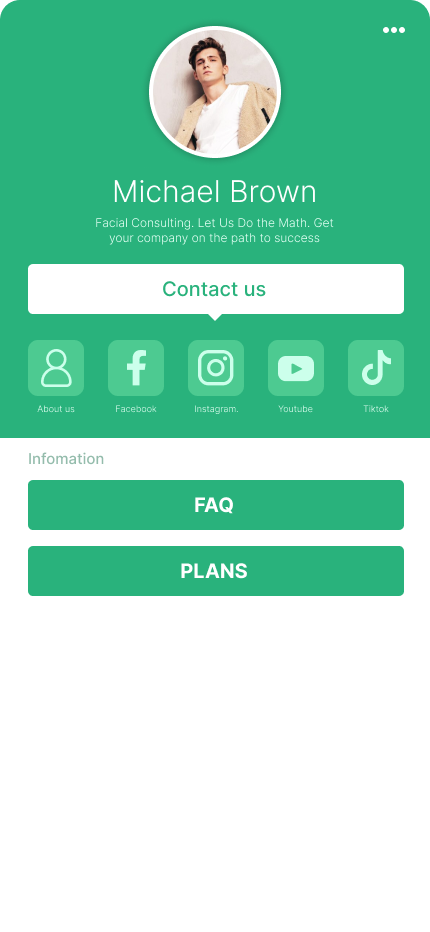 Michael Brown
Facial Consulting. Let Us Do the Math. Get
your company on the path to success
Contact us
About us
Facebook
Instagram.
Youtube
Tiktok
Infomation
FAQ
PLANS